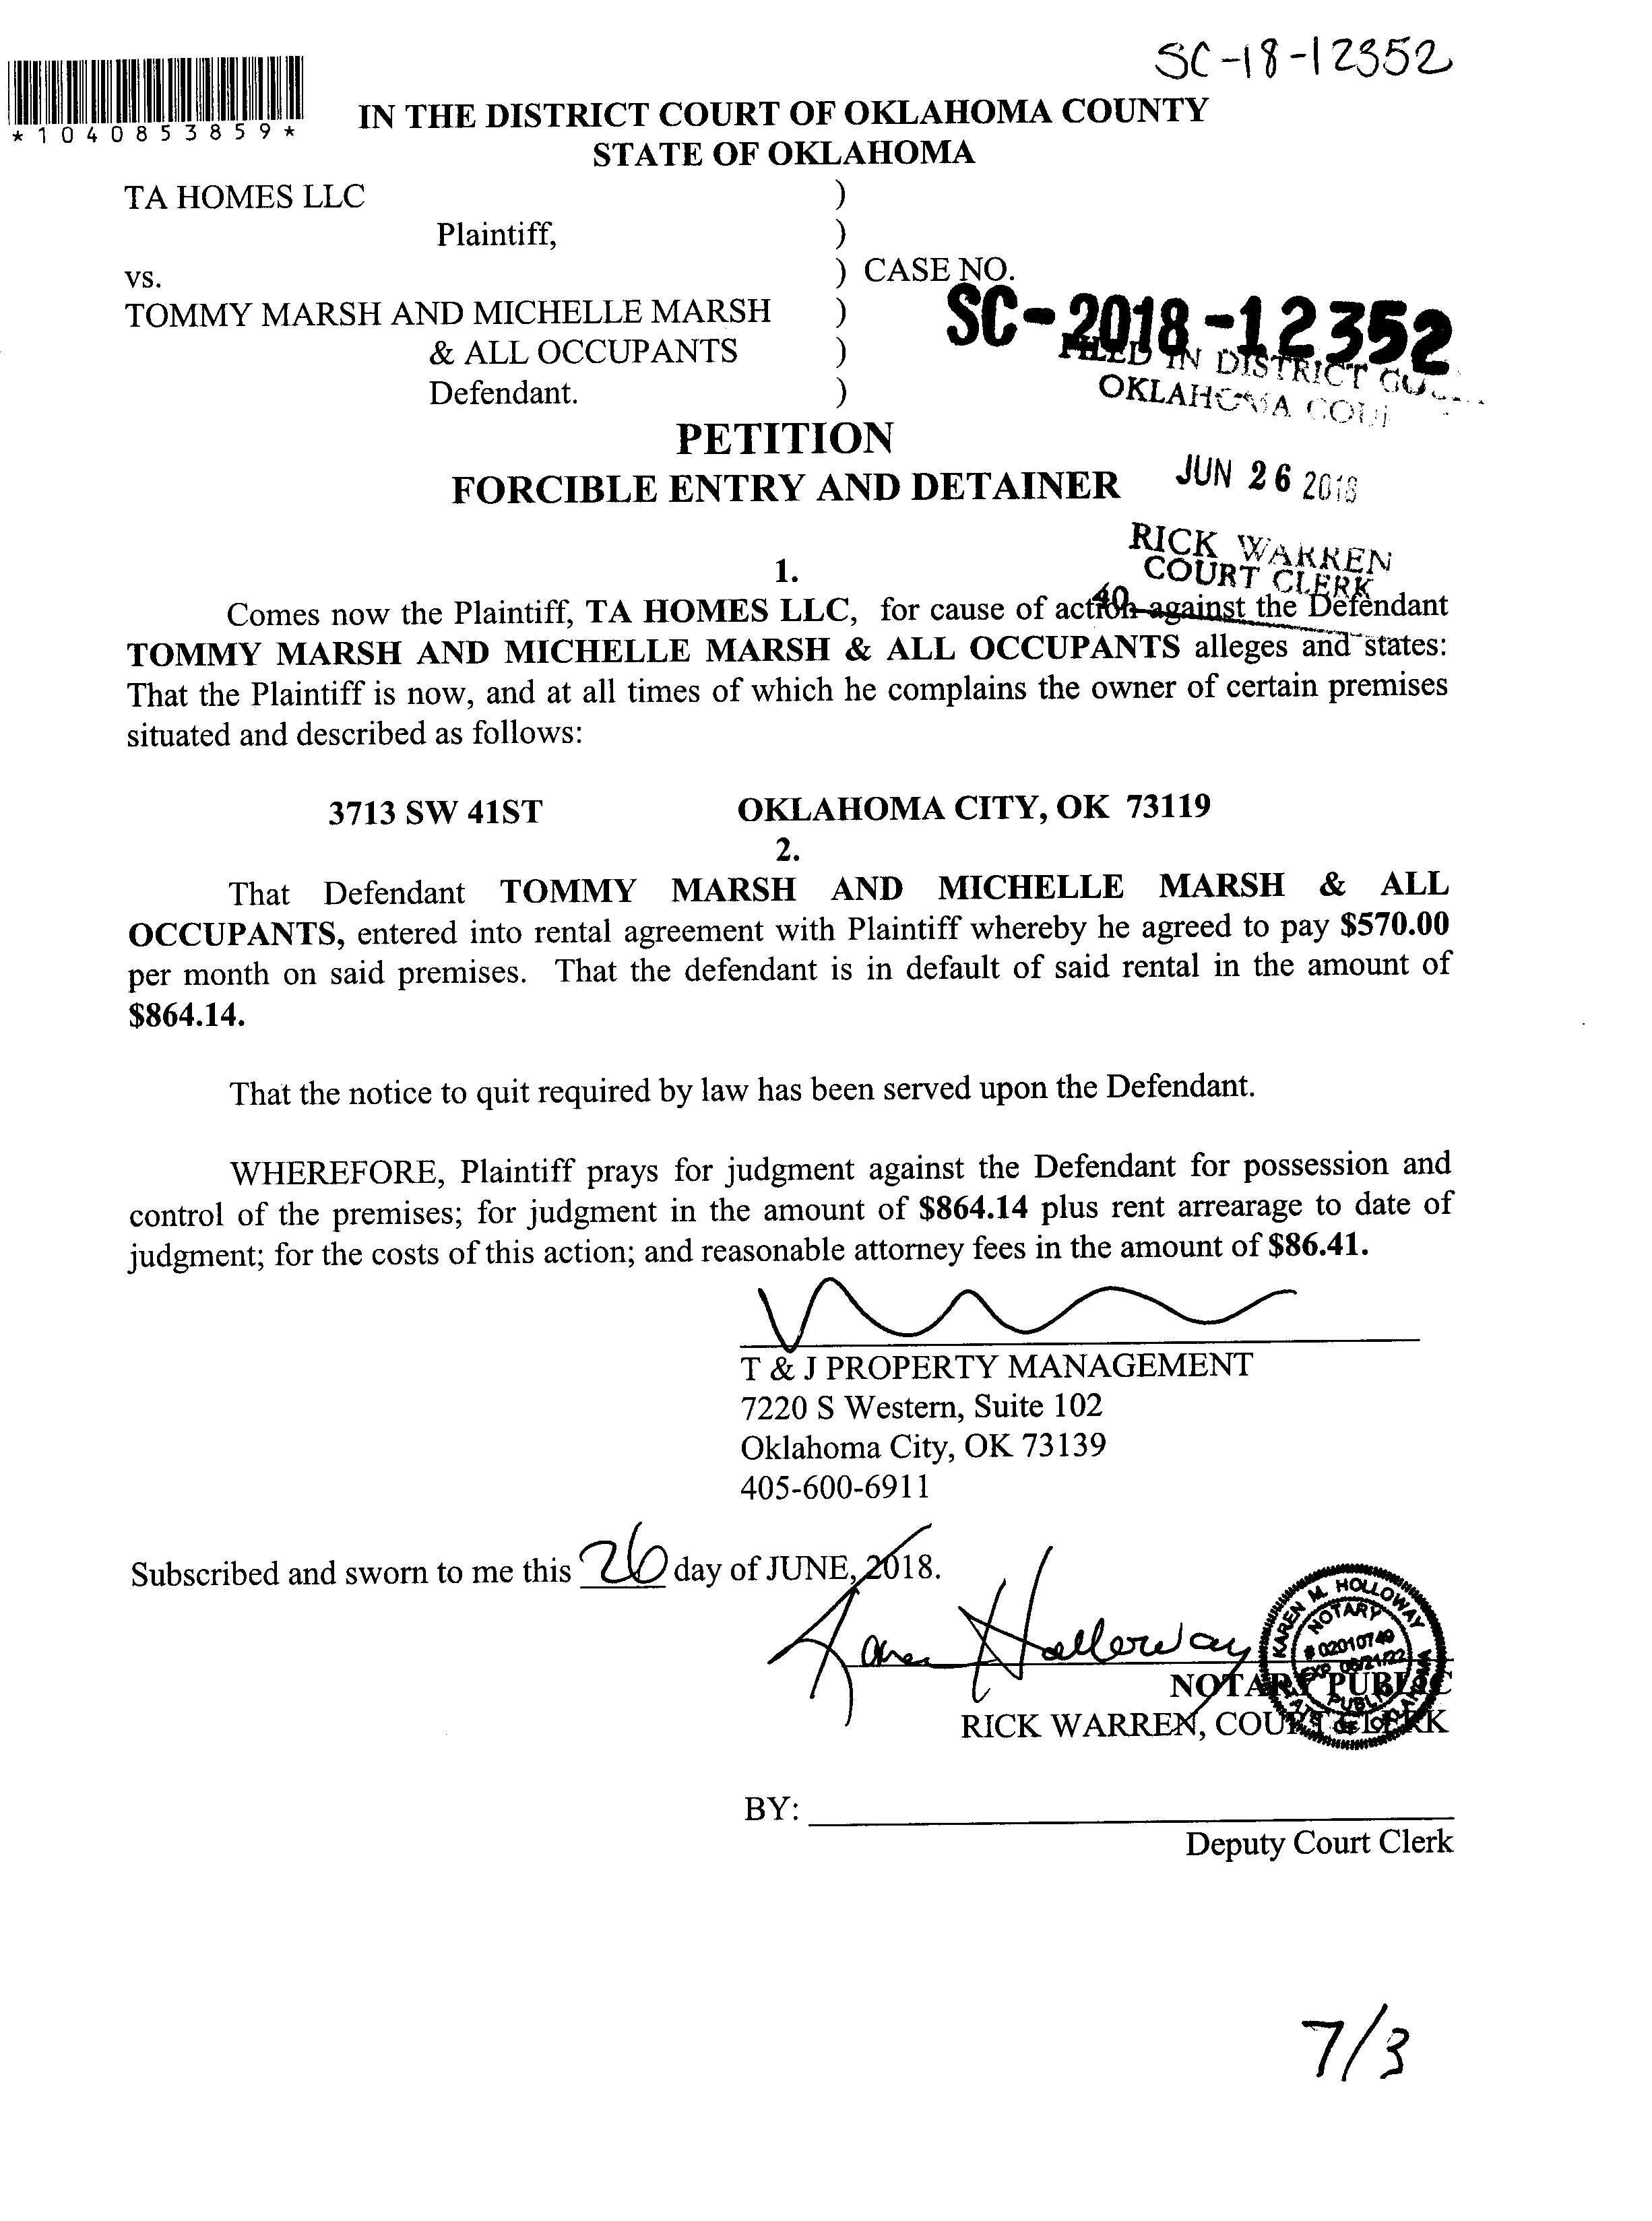 SC-18-12352
*1040853859*
IN THE DISTRICT COURT OF OKLAHOMA COUNTY
STATE OF OKLAHOMA
TA HOMES LLC )
Plaintiff, )
vs. ) CASE NO.
SC-2018-12352
TOMMY MARSH AND MICHELLE MARSH )
& ALL OCCUPANTS )
Defendant. )
FILED IN DISTRICT
OKLAHOMA
PETITION
FORCIBLE ENTRY AND DETAINER
JUN 26 2018
RICK WARREN
COURT CLERK
40
1.
Comes now the Plaintiff, TA HOMES LLC, for cause of action against the Defendant
TOMMY MARSH AND MICHELLE MARSH & ALL OCCUPANTS alleges and states:
That the Plaintiff is now, and at all times of which he complains the owner of certain premises
situated and described as follows:
3713 SW 41ST OKLAHOMA CITY, OK 73119
2.
That Defendant TOMMY MARSH AND MICHELLE MARSH & ALL
OCCUPANTS, entered into rental agreement with Plaintiff whereby he agreed to pay $570.00
per month on said premises. That the defendant is in default of said rental in the amount of
$864.14.
That the notice to quit required by law has been served upon the Defendant.
WHEREFORE, Plaintiff prays for judgment against the Defendant for possession and
control of the premises; for judgment in the amount of $864.14 plus rent arrearage to date of
judgment; for the costs of this action; and reasonable attorney fees in the amount of $86.41.
T & J PROPERTY MANAGEMENT
7220 S Western, Suite 102
Oklahoma City, OK 73139
405-600-6911
Subscribed and sworn to me this 26 day of JUNE, 2018.
Karen Holloway
KAREN M. HOLLOWAY
NOTARY
# 02010749
EXP. 06/21/22
PUBLIC
STATE OF OKLAHOMA
NOTARY PUBLIC
RICK WARREN, COURT CLERK
BY:
Deputy Court Clerk
7/3